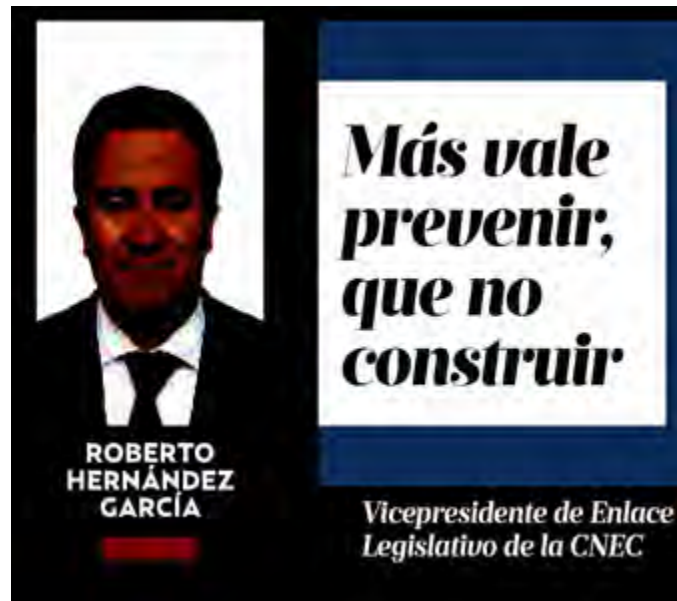 Más vale
prevenir,
que no
construir
ROBERTO
HERNÁNDEZ
GARCÍA
Vicepresidente de Enlace
Legislativo de la CNEC